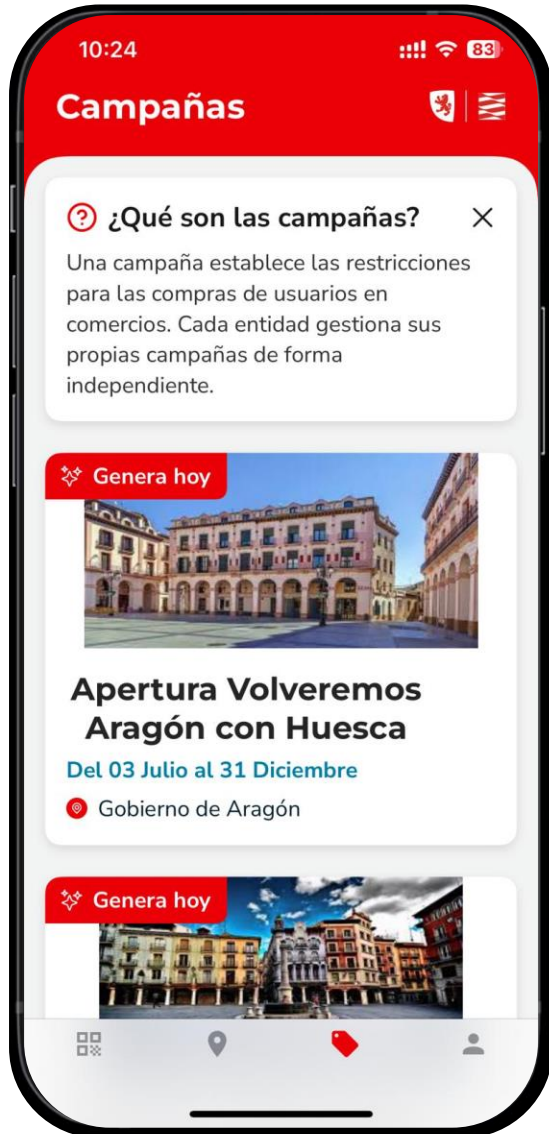 10:24
83
Campañas
¿Qué son las campañas?
Una campaña establece las restricciones
para las compras de usuarios en
comercios. Cada entidad gestiona sus
propias campañas de forma
independiente.
Genera hoy
Apertura Volveremos
Aragón con Huesca
Del 03 Julio al 31 Diciembre
Gobierno de Aragón
Genera hoy